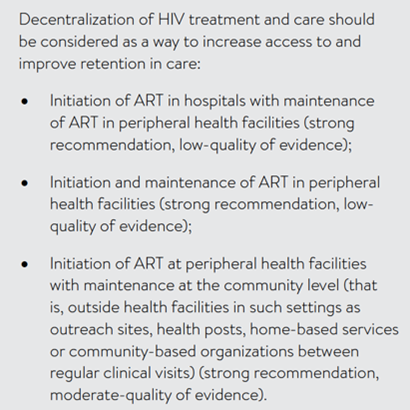 Decentralization of HIV treatment and care should
be considered as a way to increase access to and
improve retention in care:
• Initiation of ART in hospitals with maintenance
of ART in peripheral health facilities (strong
recommendation, low-quality of evidence);
• Initiation and maintenance of ART in peripheral
health facilities (strong recommendation, low-
quality of evidence);
• Initiation of ART at peripheral health facilities
with maintenance at the community level (that
is, outside health facilities in such settings as
outreach sites, health posts, home-based services
or community-based organizations between
regular clinical visits) (strong recommendation,
moderate-quality of evidence).